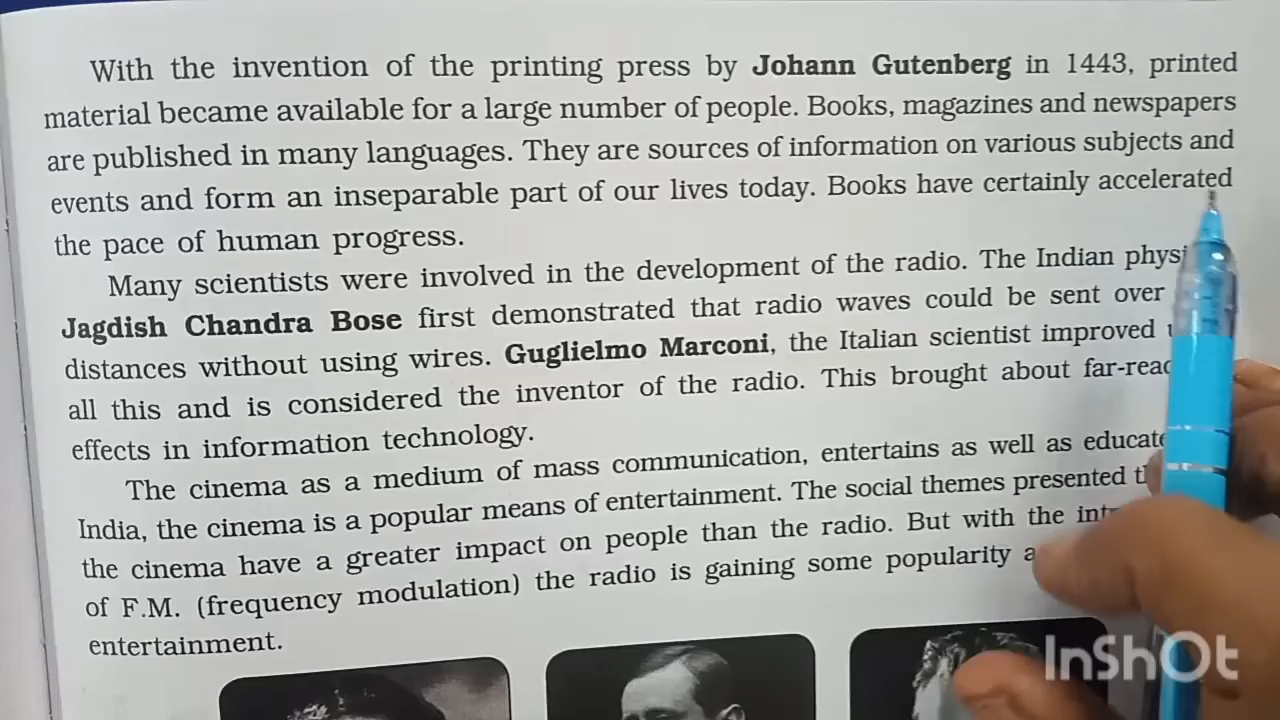 With the invention of the printing press by Johann Gutenberg in 1443, printed
material became available for a large number of people. Books, magazines and newspapers
are published in many languages. They are sources of information on various subjects and
events and form an inseparable part of our lives today. Books have certainly accelerated
the pace of human progress.
Many scientists were involved in the development of the radio. The Indian
Jagdish Chandra Bose first demonstrated that radio waves could be sent over
distances without using wires. Guglielmo Marconi, the Italian scientist improved
all this and is considered the inventor of the radio. This brought about
effects in information technology.
The cinema as a medium of mass communication, entertains as well as
India, the cinema is a popular means of entertainment. The social themes presented
the cinema have a greater impact on people than the radio. But with the
of F.M. (frequency modulation) the radio is gaining some popularity
entertainment.
InShOt